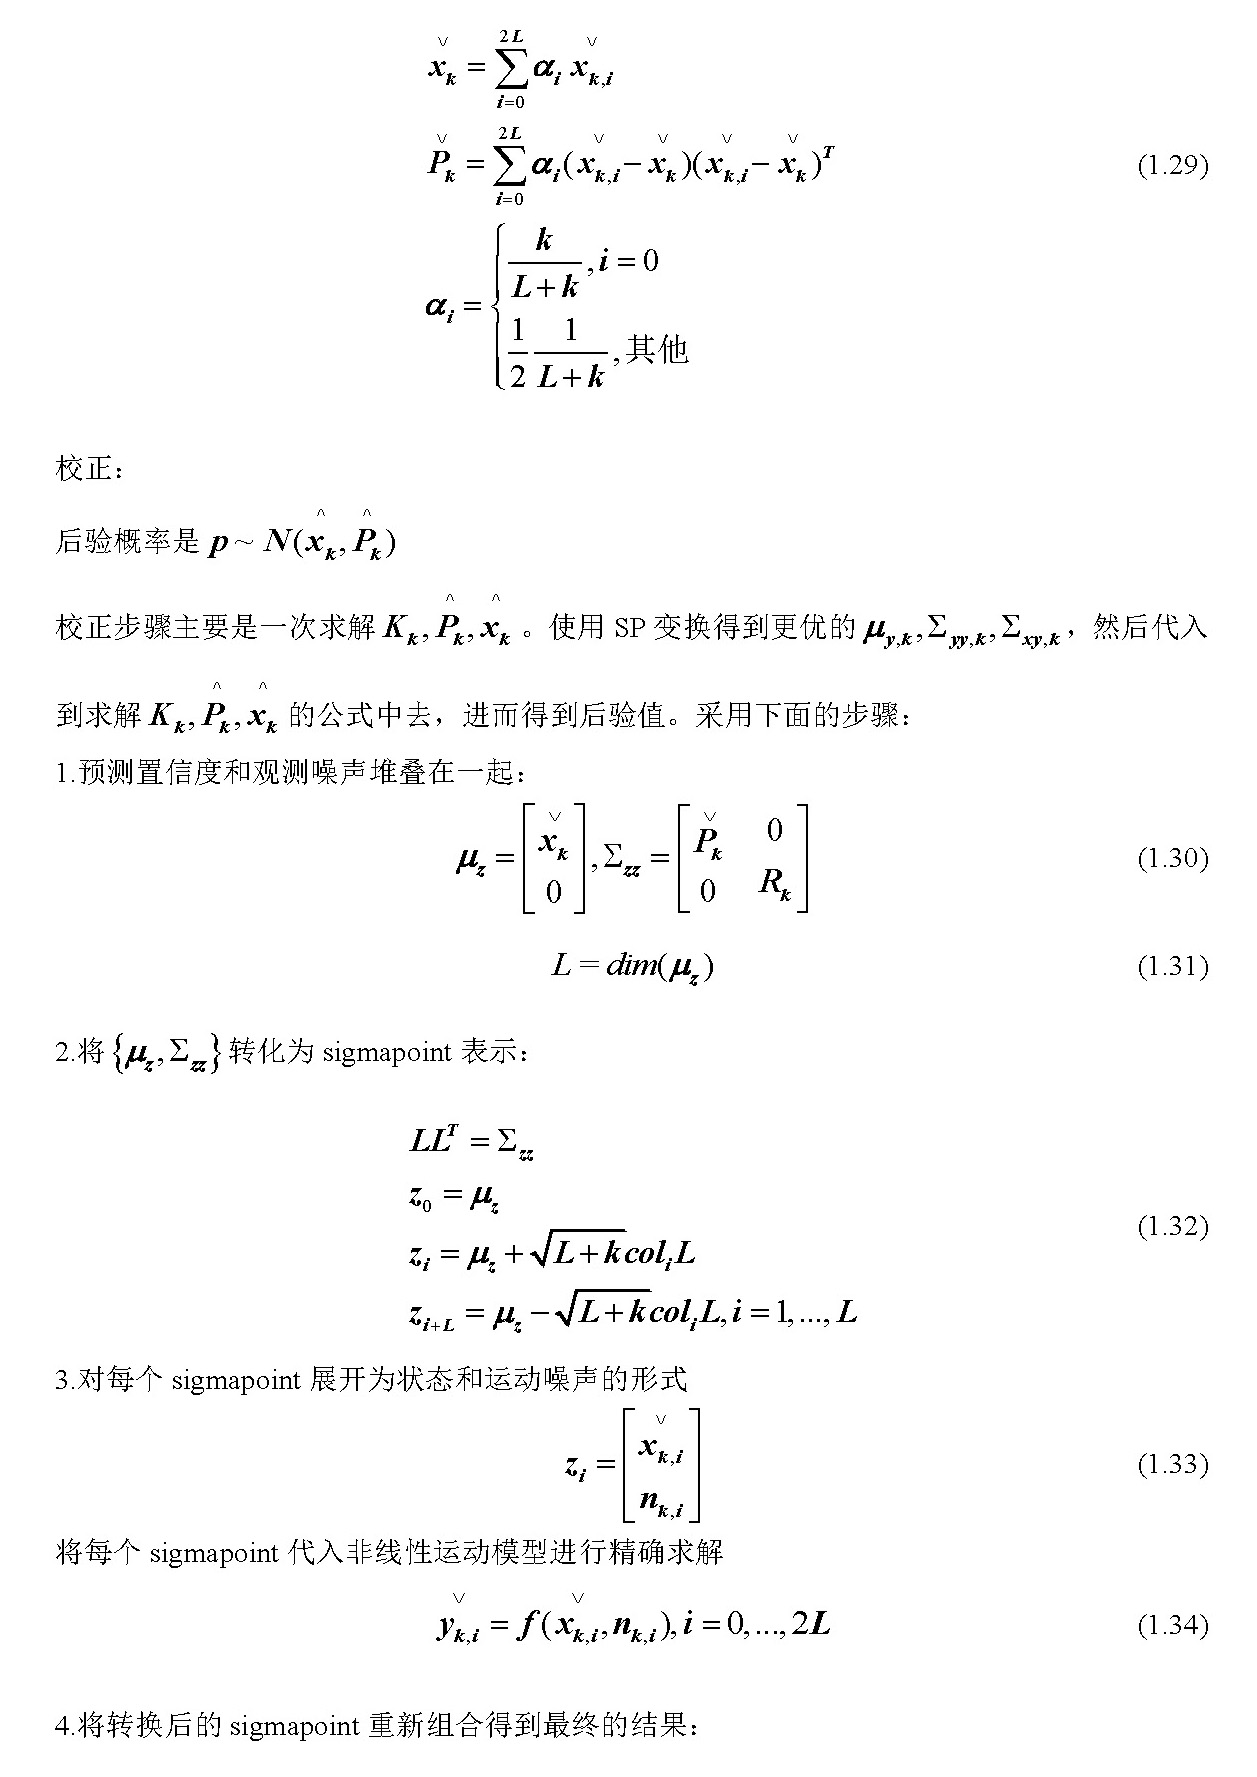 $\check{x}_k = \sum_{i=0}^{2L} \alpha_i \check{x}_{k,i}$
$\check{P}_k = \sum_{i=0}^{2L} \alpha_i (\check{x}_{k,i} - \check{x}_k)(\check{x}_{k,i} - \check{x}_k)^T$ (1.29)
$\alpha_i = \begin{cases} \frac{k}{L+k}, i=0 \\ \frac{1}{2}\frac{1}{L+k}, 其他 \end{cases}$
校正：
后验概率是 $p \sim N(\hat{x}_k, \hat{P}_k)$
校正步骤主要是一次求解 $K_k, \hat{P}_k, \hat{x}_k$ 。使用 SP 变换得到更优的 $\mu_{y,k}, \Sigma_{yy,k}, \Sigma_{xy,k}$，然后代入
到求解 $K_k, \hat{P}_k, \hat{x}_k$ 的公式中去，进而得到后验值。采用下面的步骤：
1.预测置信度和观测噪声堆叠在一起：
$\mu_z = \begin{bmatrix} \check{x}_k \\ 0 \end{bmatrix}, \Sigma_{zz} = \begin{bmatrix} \check{P}_k & 0 \\ 0 & R_k \end{bmatrix}$ (1.30)
$L = dim(\mu_z)$ (1.31)
2.将 $\{\mu_z, \Sigma_{zz}\}$ 转化为 sigmapoint 表示：
$LL^T = \Sigma_{zz}$
$z_0 = \mu_z$
$z_i = \mu_z + \sqrt{L+k} col_i L$ (1.32)
$z_{i+L} = \mu_z - \sqrt{L+k} col_i L, i = 1, ..., L$
3.对每个 sigmapoint 展开为状态和运动噪声的形式
$z_i = \begin{bmatrix} \check{x}_{k,i} \\ n_{k,i} \end{bmatrix}$ (1.33)
将每个 sigmapoint 代入非线性运动模型进行精确求解
$\check{y}_{k,i} = f(\check{x}_{k,i}, n_{k,i}), i = 0, ..., 2L$ (1.34)
4.将转换后的 sigmapoint 重新组合得到最终的结果：